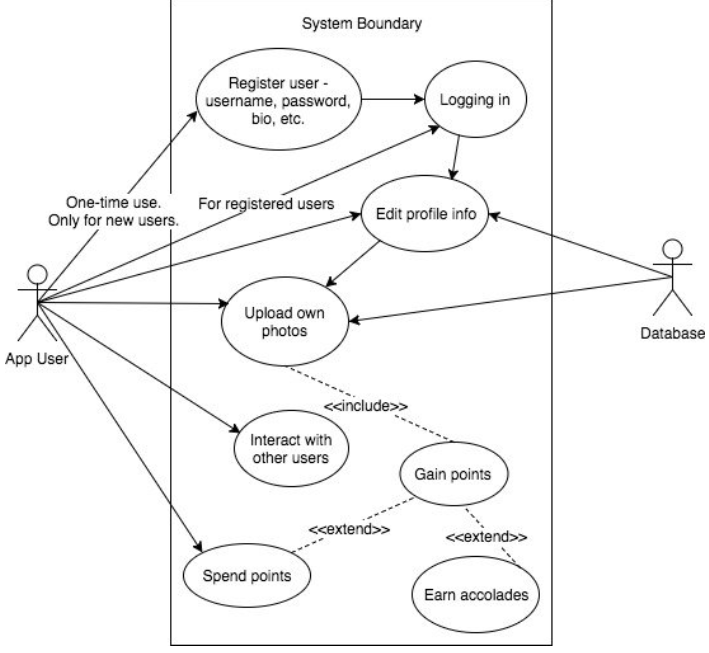 System Boundary
Register user -
username, password,
bio, etc.
Logging in
One-time use.
Only for new users.
For registered users
Edit profile info
App User
Upload own
photos
Database
<<include>>
Interact with
other users
Gain points
<<extend>>
<<extend>>
Spend points
Earn accolades